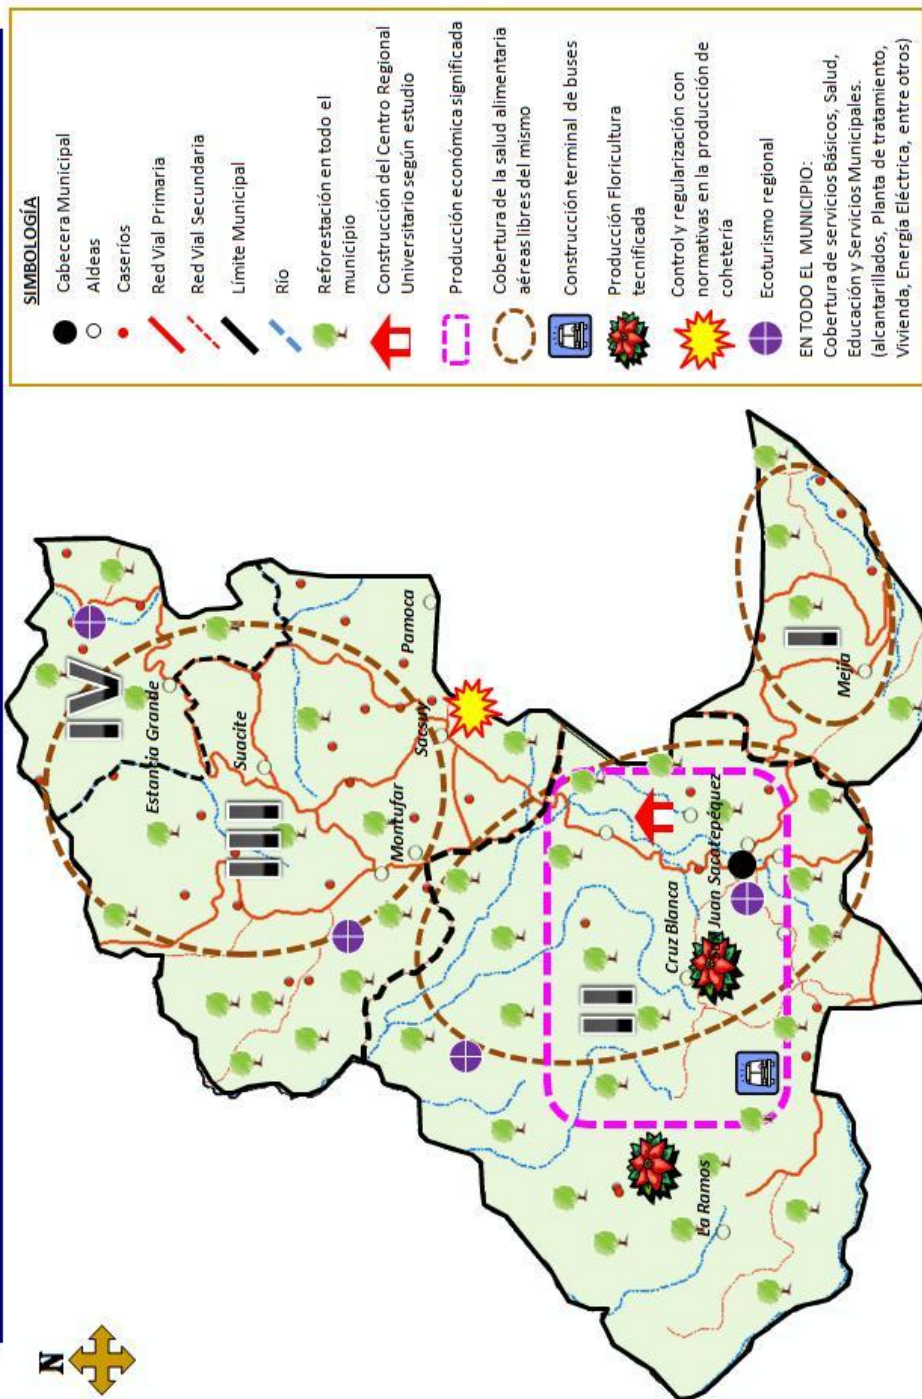 N
SIMBOLOGÍA
Cabecera Municipal
Aldeas
Caseríos
Red Vial Primaria
Red Vial Secundaria
Límite Municipal
Río
Reforestación en todo el
municipio
Construcción del Centro Regional
Universitario según estudio
Producción económica significada
Cobertura de la salud alimentaria
aéreas libres del mismo
Construcción terminal de buses
Producción Floricultura
tecnificada
Control y regularización con
normativas en la producción de
cohetería
Ecoturismo regional
EN TODO EL MUNICIPIO:
Cobertura de servicios Básicos, Salud,
Educación y Servicios Municipales.
(alcantarillados, Planta de tratamiento,
Vivienda, Energía Eléctrica, entre otros)
IV
Estancia Grande
Suacite
III
Pamoca
Sacsuy
Montufar
II
Cruz Blanca
Juan Sacatepéquez
La Ramos
I
Mejía